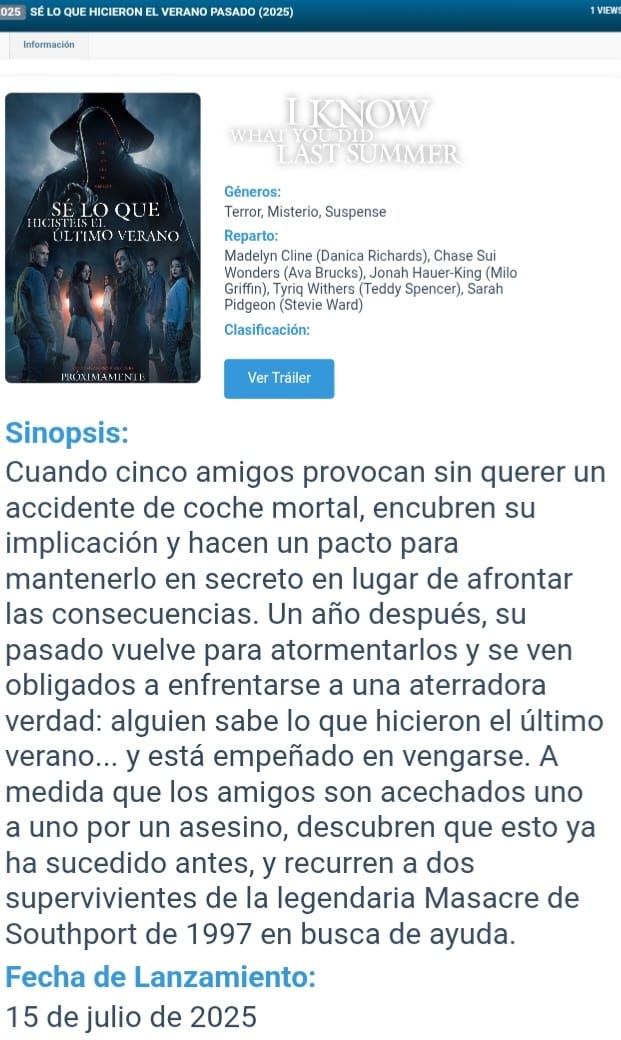 025 SÉ LO QUE HICIERON EL VERANO PASADO (2025)
1 VIEWS
Información
SÉ LO QUE
HICISTEIS EL
ÚLTIMO VERANO
PRÓXIMAMENTE
I KNOW
WHAT YOU DID
LAST SUMMER
Géneros:
Terror, Misterio, Suspense
Reparto:
Madelyn Cline (Danica Richards), Chase Sui
Wonders (Ava Brucks), Jonah Hauer-King (Milo
Griffin), Tyriq Withers (Teddy Spencer), Sarah
Pidgeon (Stevie Ward)
Clasificación:
Ver Tráiler
Sinopsis:
Cuando cinco amigos provocan sin querer un
accidente de coche mortal, encubren su
implicación y hacen un pacto para
mantenerlo en secreto en lugar de afrontar
las consecuencias. Un año después, su
pasado vuelve para atormentarlos y se ven
obligados a enfrentarse a una aterradora
verdad: alguien sabe lo que hicieron el último
verano... y está empeñado en vengarse. A
medida que los amigos son acechados uno
a uno por un asesino, descubren que esto ya
ha sucedido antes, y recurren a dos
supervivientes de la legendaria Masacre de
Southport de 1997 en busca de ayuda.
Fecha de Lanzamiento:
15 de julio de 2025